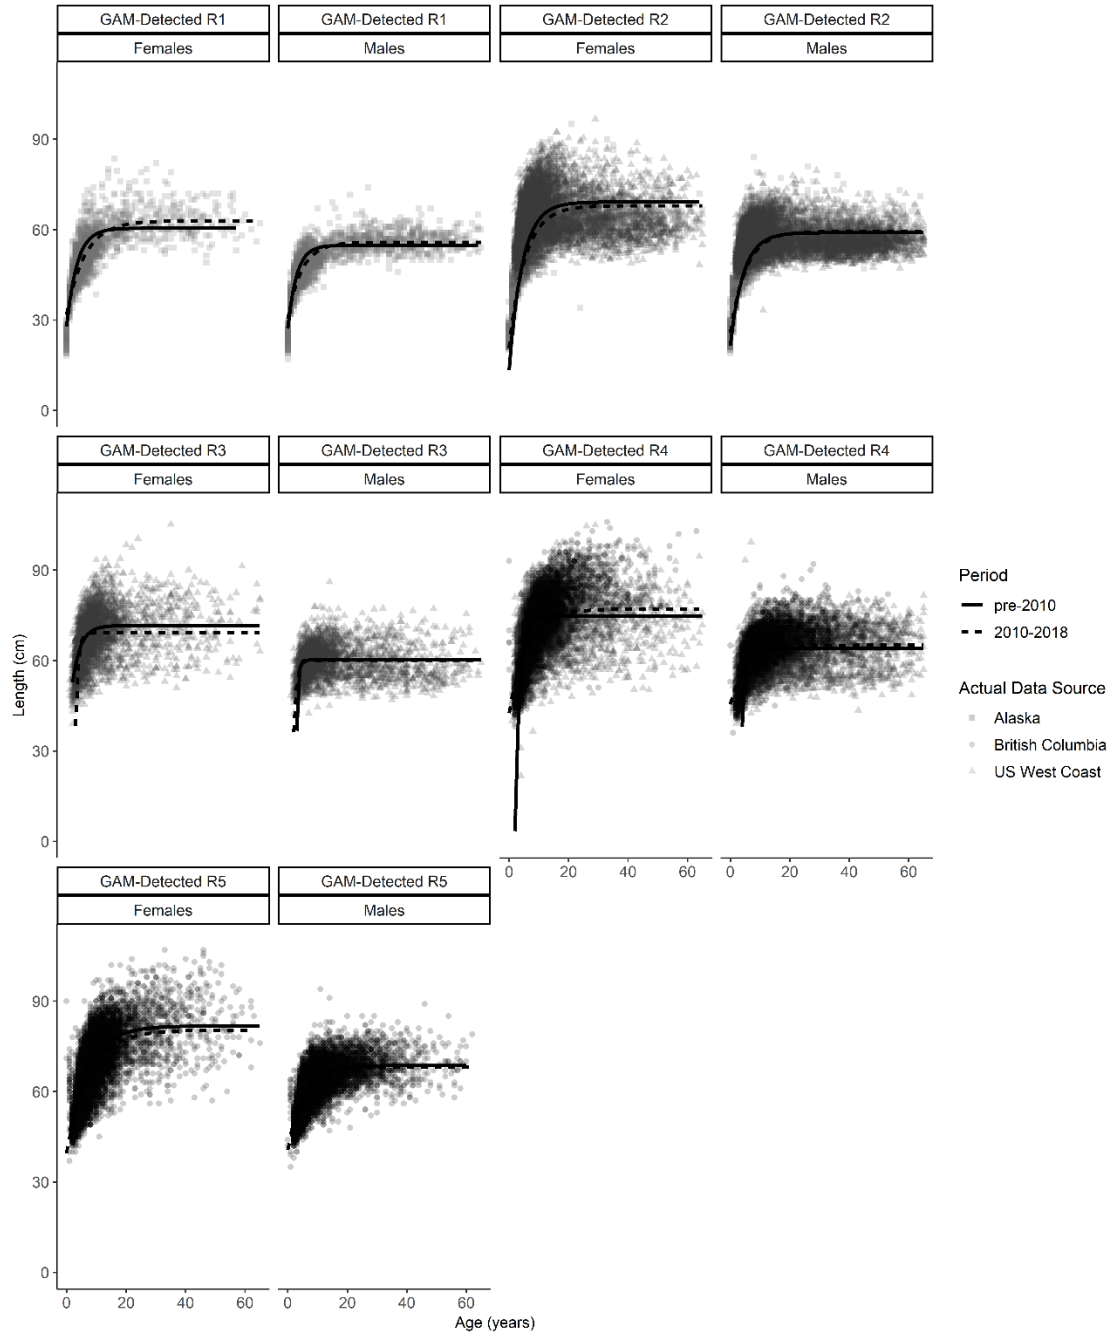 GAM-Detected R1 GAM-Detected R1 GAM-Detected R2 GAM-Detected R2
Females Males Females Males
90
60
30
0
GAM-Detected R3 GAM-Detected R3 GAM-Detected R4 GAM-Detected R4
Females Males Females Males
90
60
30
0
0 20 40 60 0 20 40 60
Length (cm)
Period
pre-2010
2010-2018
Actual Data Source
Alaska
British Columbia
US West Coast
GAM-Detected R5 GAM-Detected R5
Females Males
90
60
30
0
0 20 40 60 0 20 40 60
Age (years)